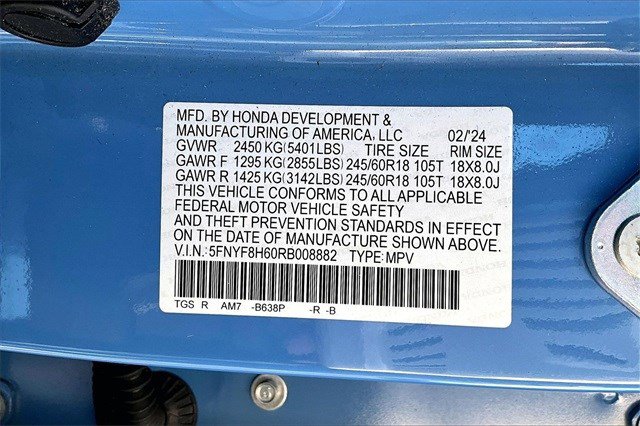 MFD. BY HONDA DEVELOPMENT &
MANUFACTURING OF AMERICA, LLC 02/'24
GVWR 2450 KG(5401LBS) TIRE SIZE RIM SIZE
GAWR F 1295 KG(2855LBS) 245/60R18 105T 18X8.0J
GAWR R 1425 KG(3142LBS) 245/60R18 105T 18X8.0J
THIS VEHICLE CONFORMS TO ALL APPLICABLE
FEDERAL MOTOR VEHICLE SAFETY
AND THEFT PREVENTION STANDARDS IN EFFECT
ON THE DATE OF MANUFACTURE SHOWN ABOVE.
V.I.N.: 5FNYF8H60RB008882 TYPE: MPV
TGS R AM7 -B638P -R -B